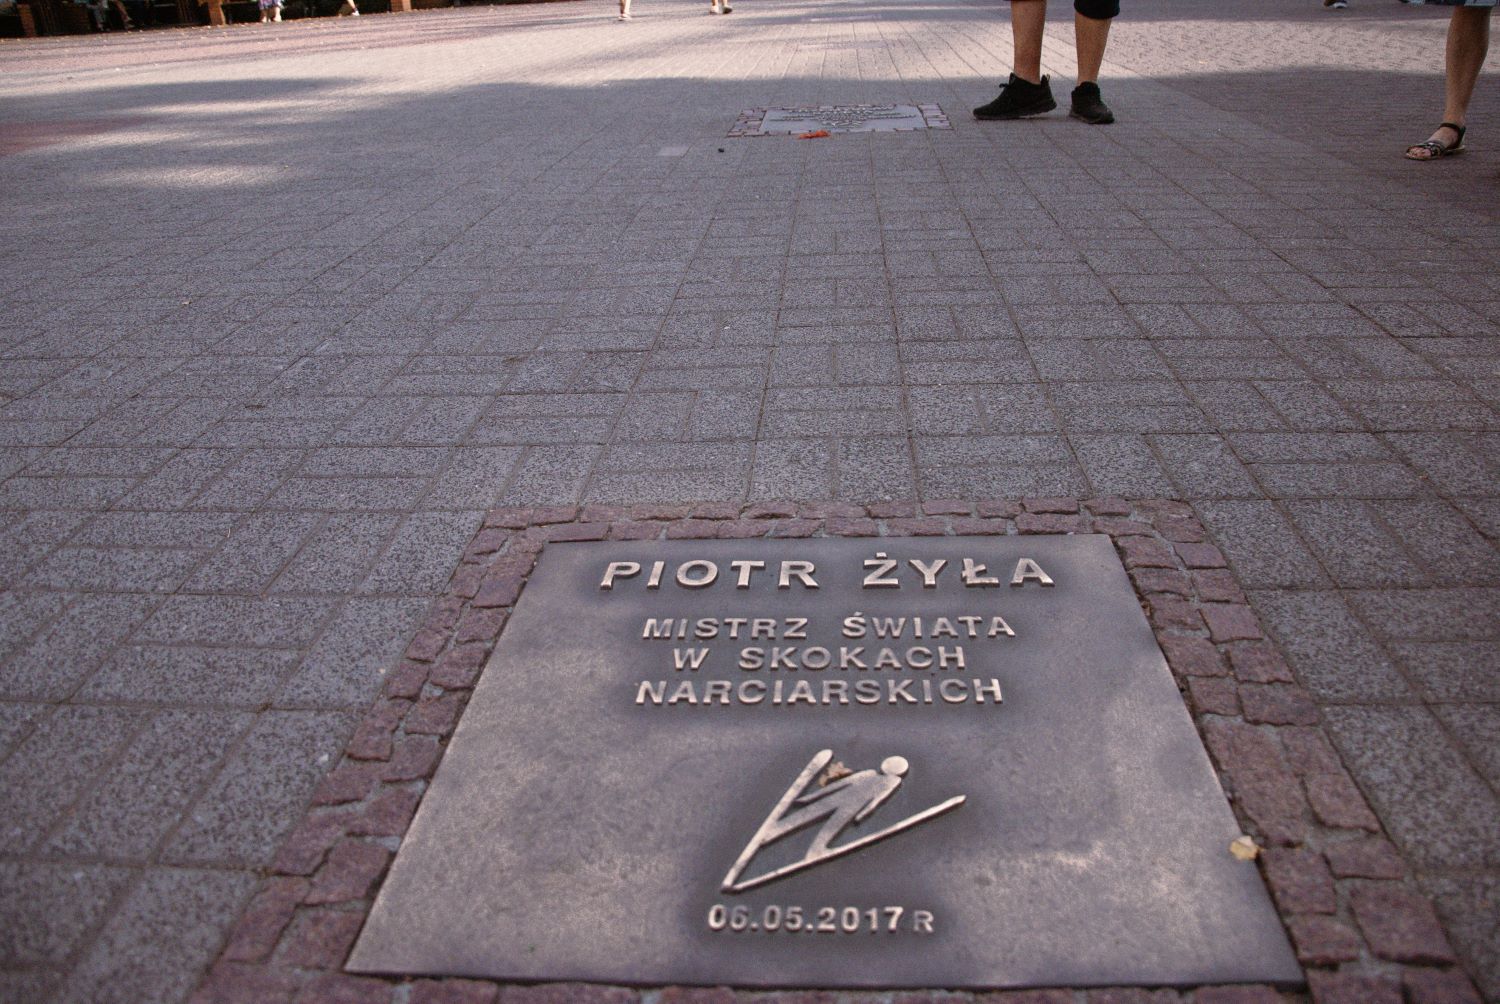 PIOTR ŻYŁA
MISTRZ ŚWIATA
W SKOKACH
NARCIARSKICH
06.05.2017 R